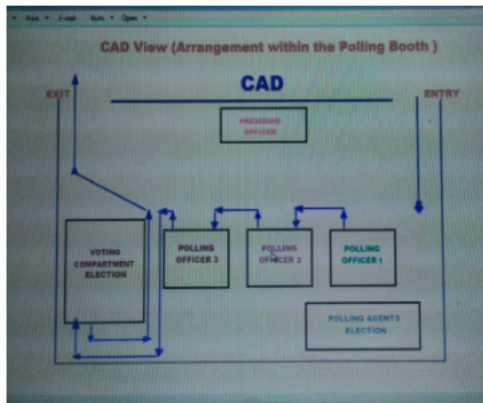 Print E-mail Burn Open
CAD View (Arrangement within the Polling Booth )
CAD
EXIT
ENTRY
PRESIDING
OFFICER
VOTING
COMPARTMENT
ELECTION
POLLING
OFFICER 3
POLLING
OFFICER 2
POLLING
OFFICER 1
POLLING AGENTS
ELECTION